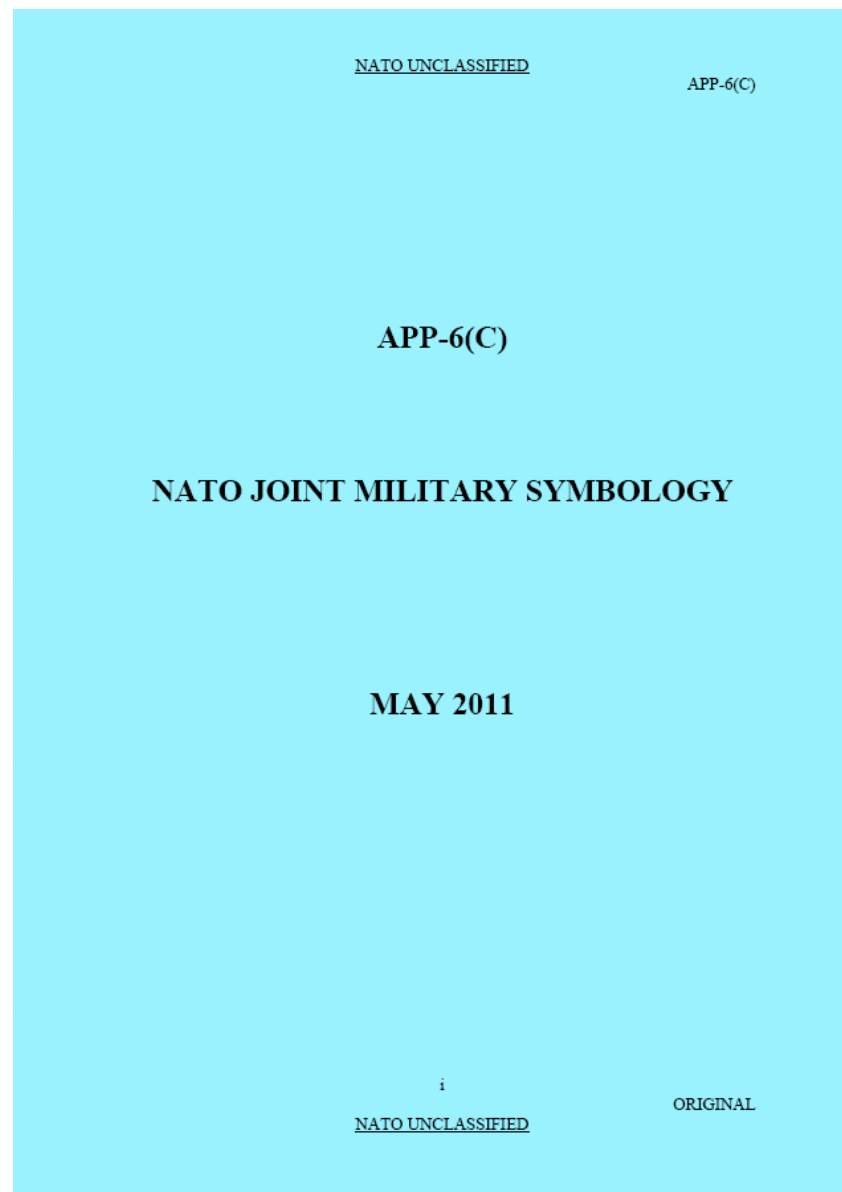 NATO UNCLASSIFIED
APP-6(C)
APP-6(C)
NATO JOINT MILITARY SYMBOLOGY
MAY 2011
i
ORIGINAL
NATO UNCLASSIFIED